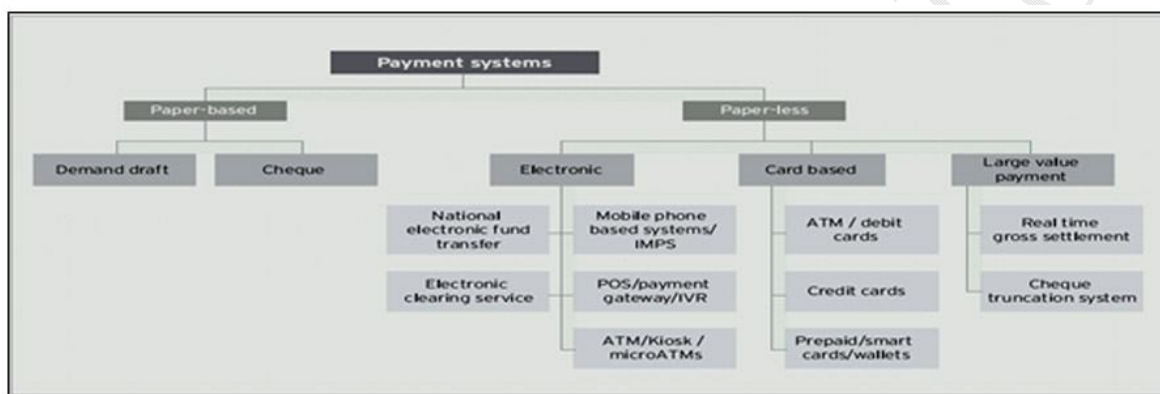 Payment systems
Paper-based
Paper-less
Demand draft
Cheque
Electronic
Card based
Large value
payment
National
electronic fund
transfer
Mobile phone
based systems/
IMPS
ATM / debit
cards
Real time
gross settlement
Electronic
clearing service
POS/payment
gateway/IVR
Credit cards
Cheque
truncation system
ATM/Kiosk /
microATMs
Prepaid/smart
cards/wallets